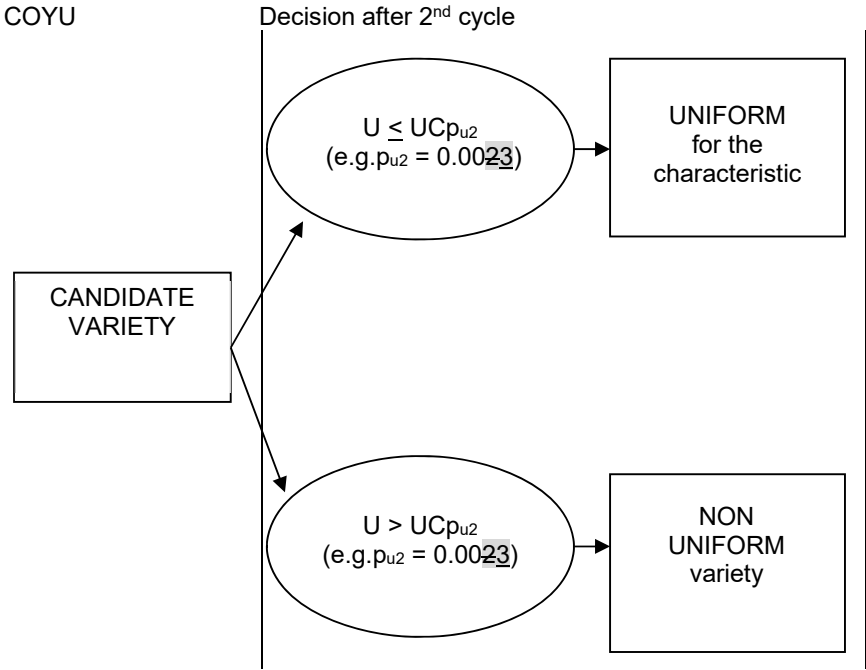 COYU Decision after 2nd cycle
U ≤ UCpu2
(e.g.pu2 = 0.0023)
UNIFORM
for the
characteristic
CANDIDATE
VARIETY
U > UCpu2
(e.g.pu2 = 0.0023)
NON
UNIFORM
variety